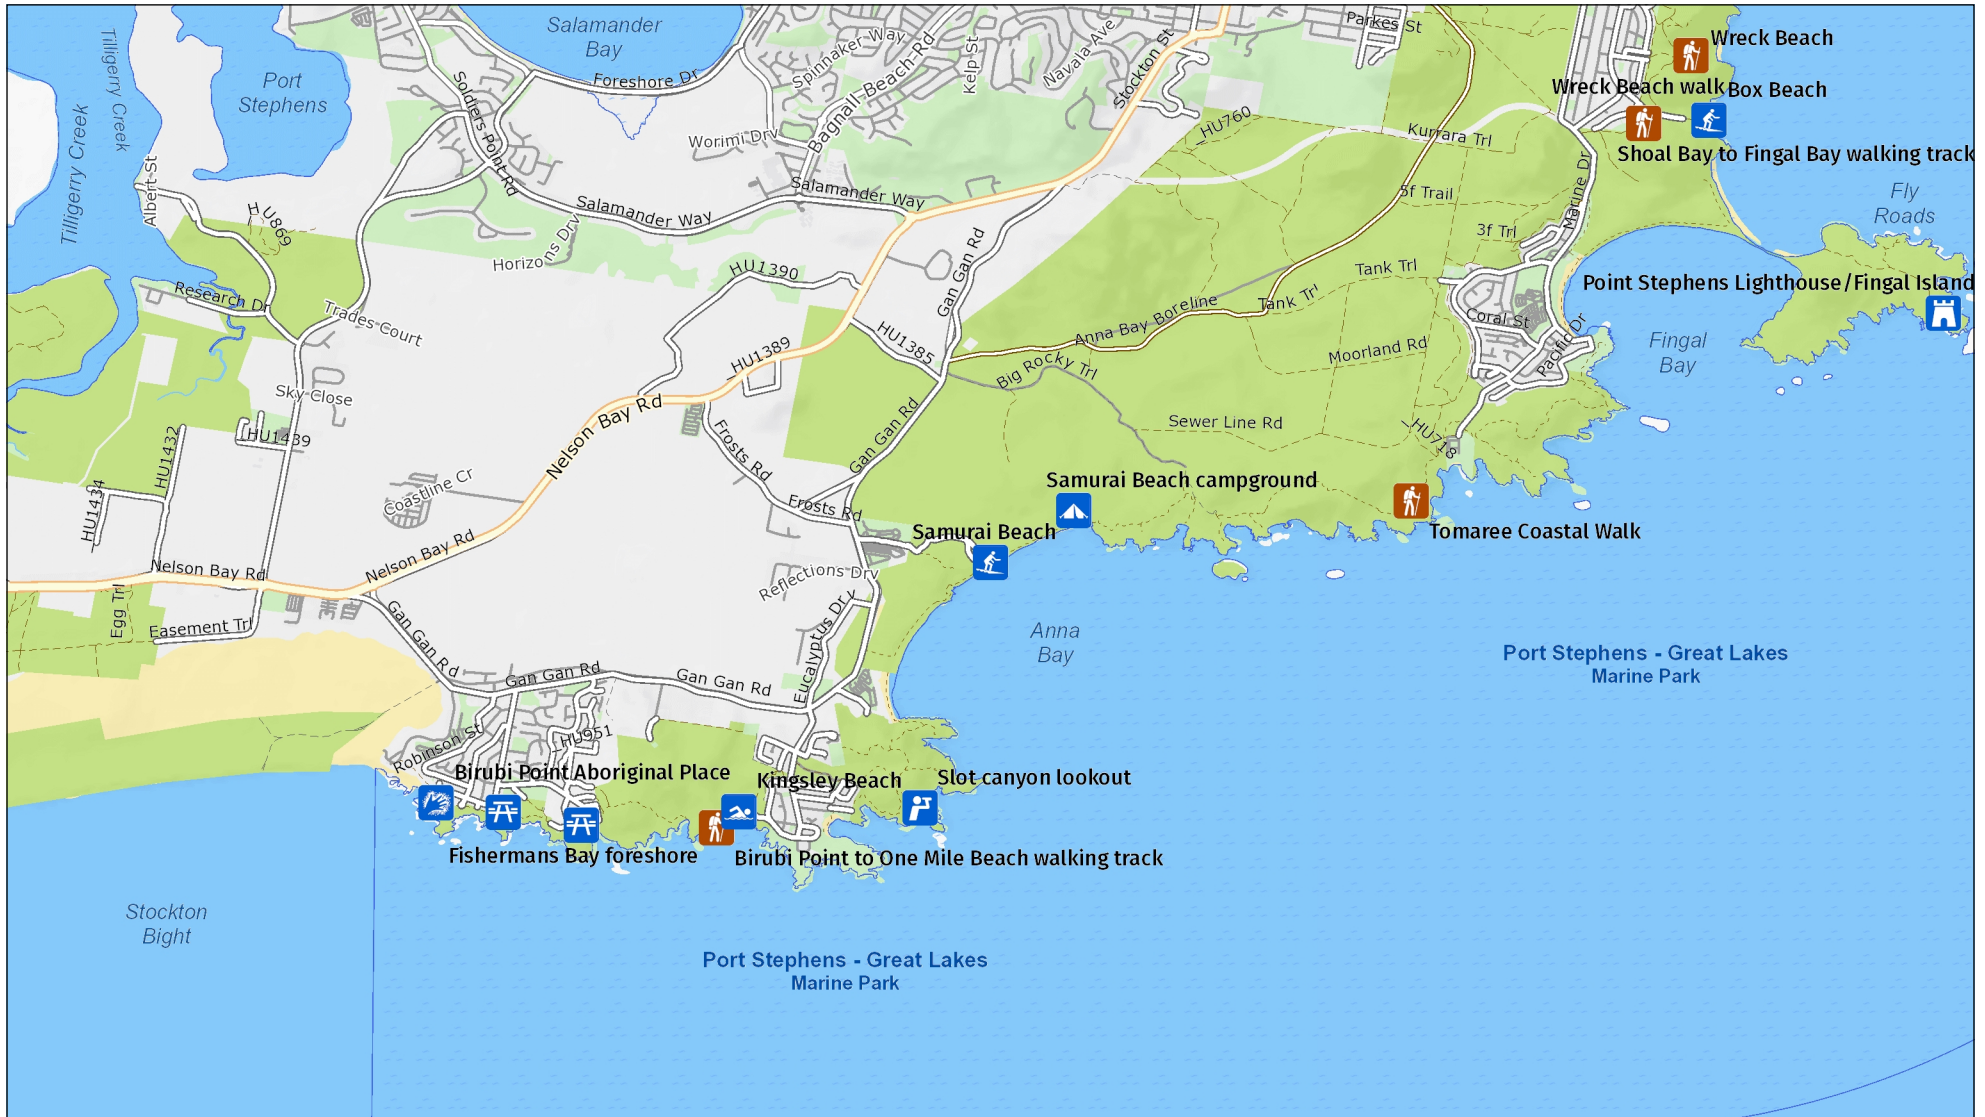 Salamander
Bay
Parkes St
Wreck Beach
Tilligerry Creek
Port
Stephens
Foreshore Dr
Spinnaker Way
Bagnall-Beach-Rd
Kelp St
Navala Ave
Stockton St
Wreck Beach walk
Box Beach
Tilligerry Creek
Soldiers Point Rd
Worimi Drv
_HU760
Kurrara Trl
Shoal Bay to Fingal Bay walking track
Albert St
Salamander Way
Salamander Way
5f Trail
Marine Dr
Fly
Roads
H_U869
Horizons Drv
Gan Gan Rd
3f Trl
HU1390
Tank Trl
Point Stephens Lighthouse/Fingal Island
Research Dr
Trades Court
Anna Bay Boreline
Tank Trl
Coral St
Pacific Dr
Fingal
Bay
HU1385
_HU1389
Moorland Rd
Big Rocky Trl
Sky Close
Nelson Bay Rd
Gan Gan Rd
Sewer Line Rd
_HU718
HU1432
_HU1439
Frosts Rd
Coastline Cr
Samurai Beach campground
_HU1434
Frosts Rd
Samurai Beach
Tomaree Coastal Walk
Nelson Bay Rd
Nelson Bay Rd
Reflections Drv
Egg Trl
Easement Trl
Gan Gan Rd
Eucalyptus Drv
Anna
Bay
Port Stephens - Great Lakes
Marine Park
Gan Gan Rd
Gan Gan Rd
Robinson St
_HU951
Birubi Point Aboriginal Place
Kingsley Beach
Slot canyon lookout
Fishermans Bay foreshore
Birubi Point to One Mile Beach walking track
Stockton
Bight
Port Stephens - Great Lakes
Marine Park